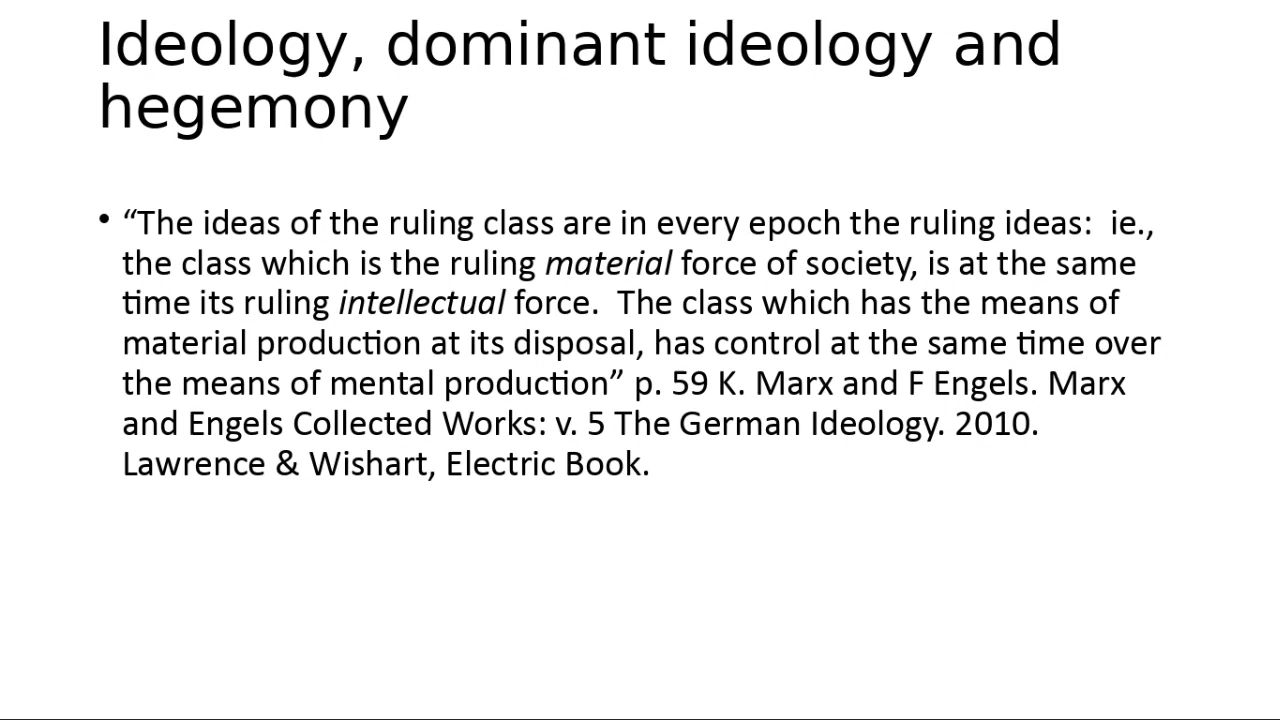 Ideology, dominant ideology and
hegemony
• “The ideas of the ruling class are in every epoch the ruling ideas:  ie.,
the class which is the ruling material force of society, is at the same
time its ruling intellectual force.  The class which has the means of
material production at its disposal, has control at the same time over
the means of mental production” p. 59 K. Marx and F Engels. Marx
and Engels Collected Works: v. 5 The German Ideology. 2010.
Lawrence & Wishart, Electric Book.